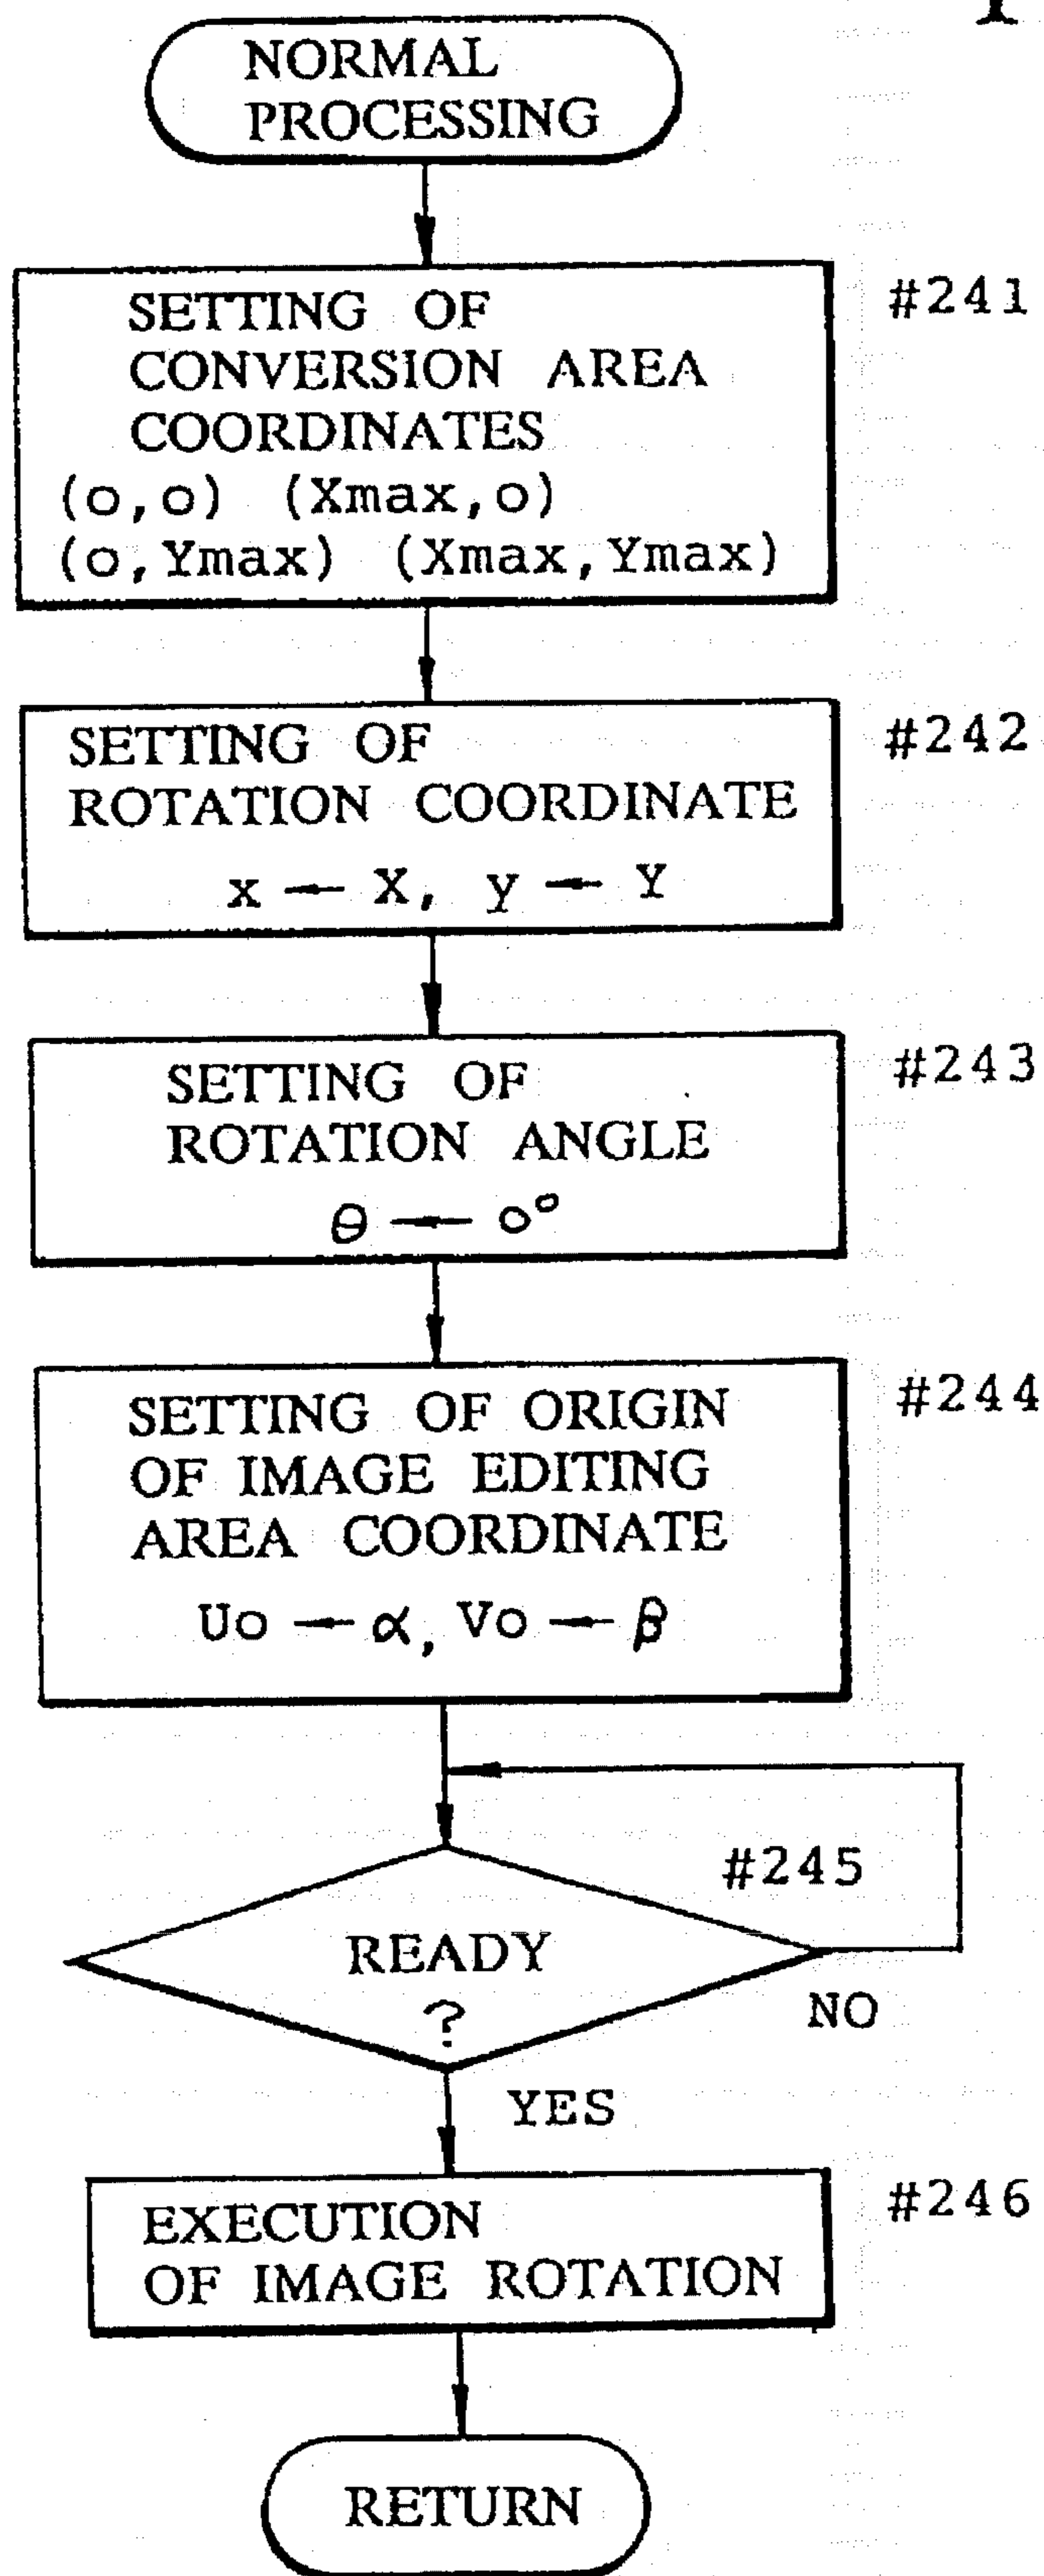 NORMAL
PROCESSING
SETTING OF
CONVERSION AREA
COORDINATES
(o,o) (Xmax,o)
(o,Ymax) (Xmax,Ymax)
#241
SETTING OF
ROTATION COORDINATE
x ← X, y ← Y
#242
SETTING OF
ROTATION ANGLE
θ ← 0°
#243
SETTING OF ORIGIN
OF IMAGE EDITING
AREA COORDINATE
Uo ← α, Vo ← β
#244
#245
READY
?
NO
YES
EXECUTION
OF IMAGE ROTATION
#246
RETURN